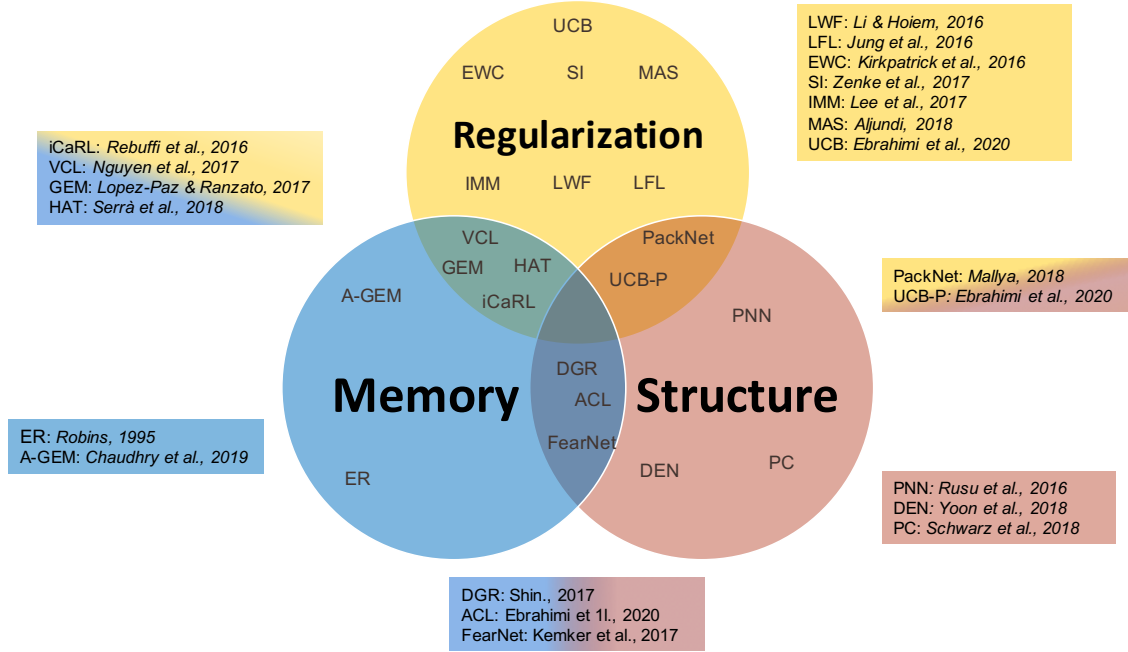 UCB
EWC SI MAS
Regularization
IMM LWF LFL
VCL
GEM HAT
iCaRL
PackNet
UCB-P
A-GEM
Memory
ER
DGR
ACL
FearNet
PNN
Structure
DEN PC
LWF: Li & Hoiem, 2016
LFL: Jung et al., 2016
EWC: Kirkpatrick et al., 2016
SI: Zenke et al., 2017
IMM: Lee et al., 2017
MAS: Aljundi, 2018
UCB: Ebrahimi et al., 2020
iCaRL: Rebuffi et al., 2016
VCL: Nguyen et al., 2017
GEM: Lopez-Paz & Ranzato, 2017
HAT: Serrà et al., 2018
PackNet: Mallya, 2018
UCB-P: Ebrahimi et al., 2020
ER: Robins, 1995
A-GEM: Chaudhry et al., 2019
PNN: Rusu et al., 2016
DEN: Yoon et al., 2018
PC: Schwarz et al., 2018
DGR: Shin., 2017
ACL: Ebrahimi et 1l., 2020
FearNet: Kemker et al., 2017